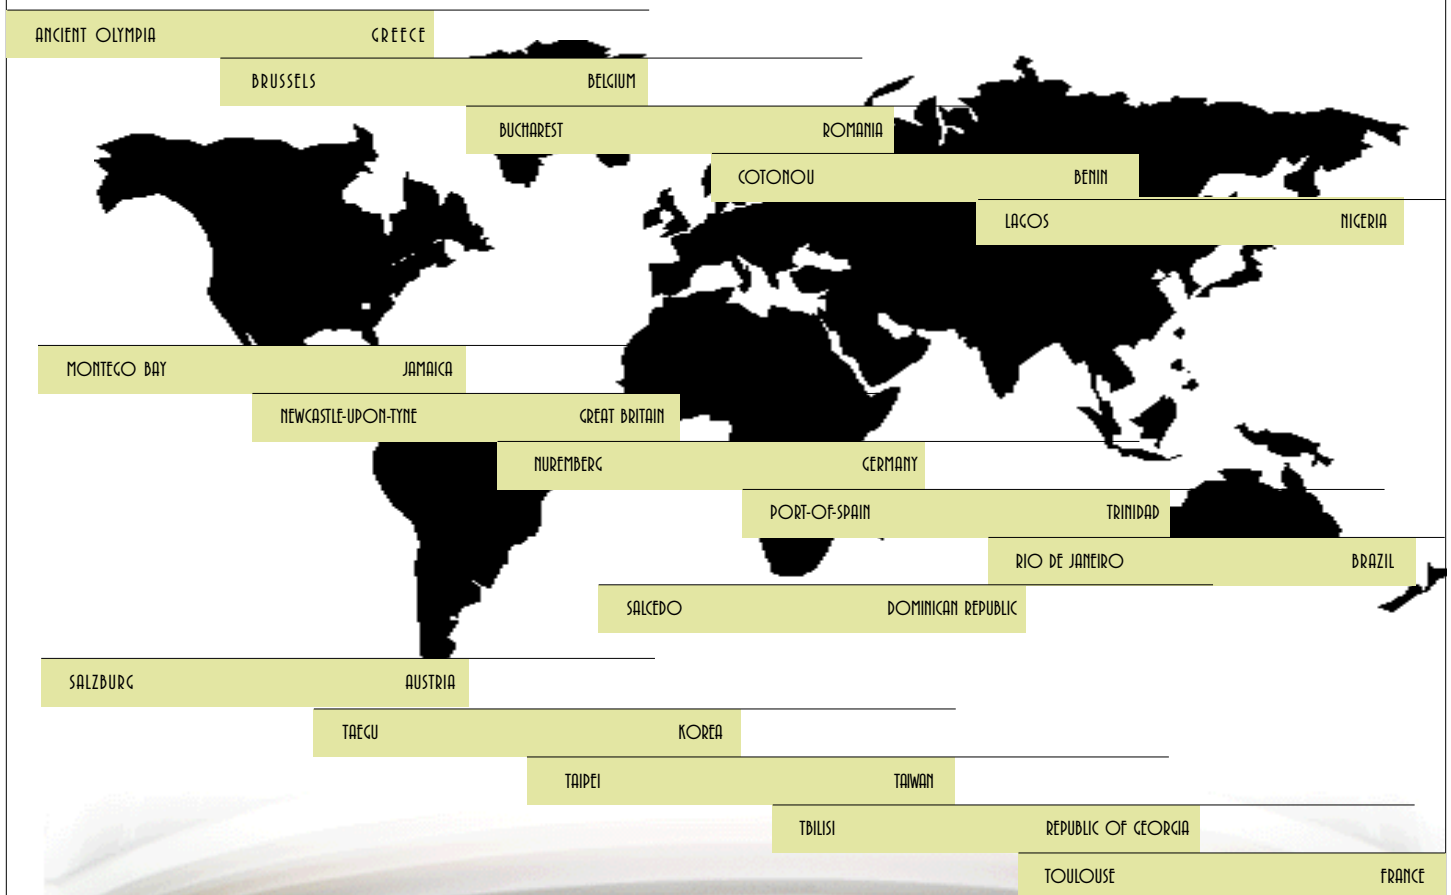 ANCIENT OLYMPIA GREECE
BRUSSELS BELGIUM
BUCHAREST ROMANIA
COTONOU BENIN
LAGOS NIGERIA
MONTEGO BAY JAMAICA
NEWCASTLE-UPON-TYNE GREAT BRITAIN
NUREMBERG GERMANY
PORT-OF-SPAIN TRINIDAD
RIO DE JANEIRO BRAZIL
SALCEDO DOMINICAN REPUBLIC
SALZBURG AUSTRIA
TAEGU KOREA
TAIPEI TAIWAN
TBILISI REPUBLIC OF GEORGIA
TOULOUSE FRANCE